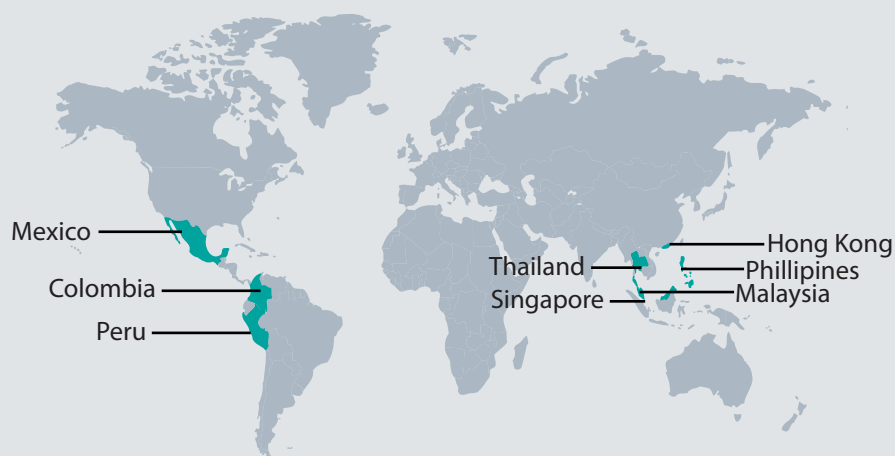 Mexico
Colombia
Peru
Hong Kong
Thailand
Phillipines
Malaysia
Singapore